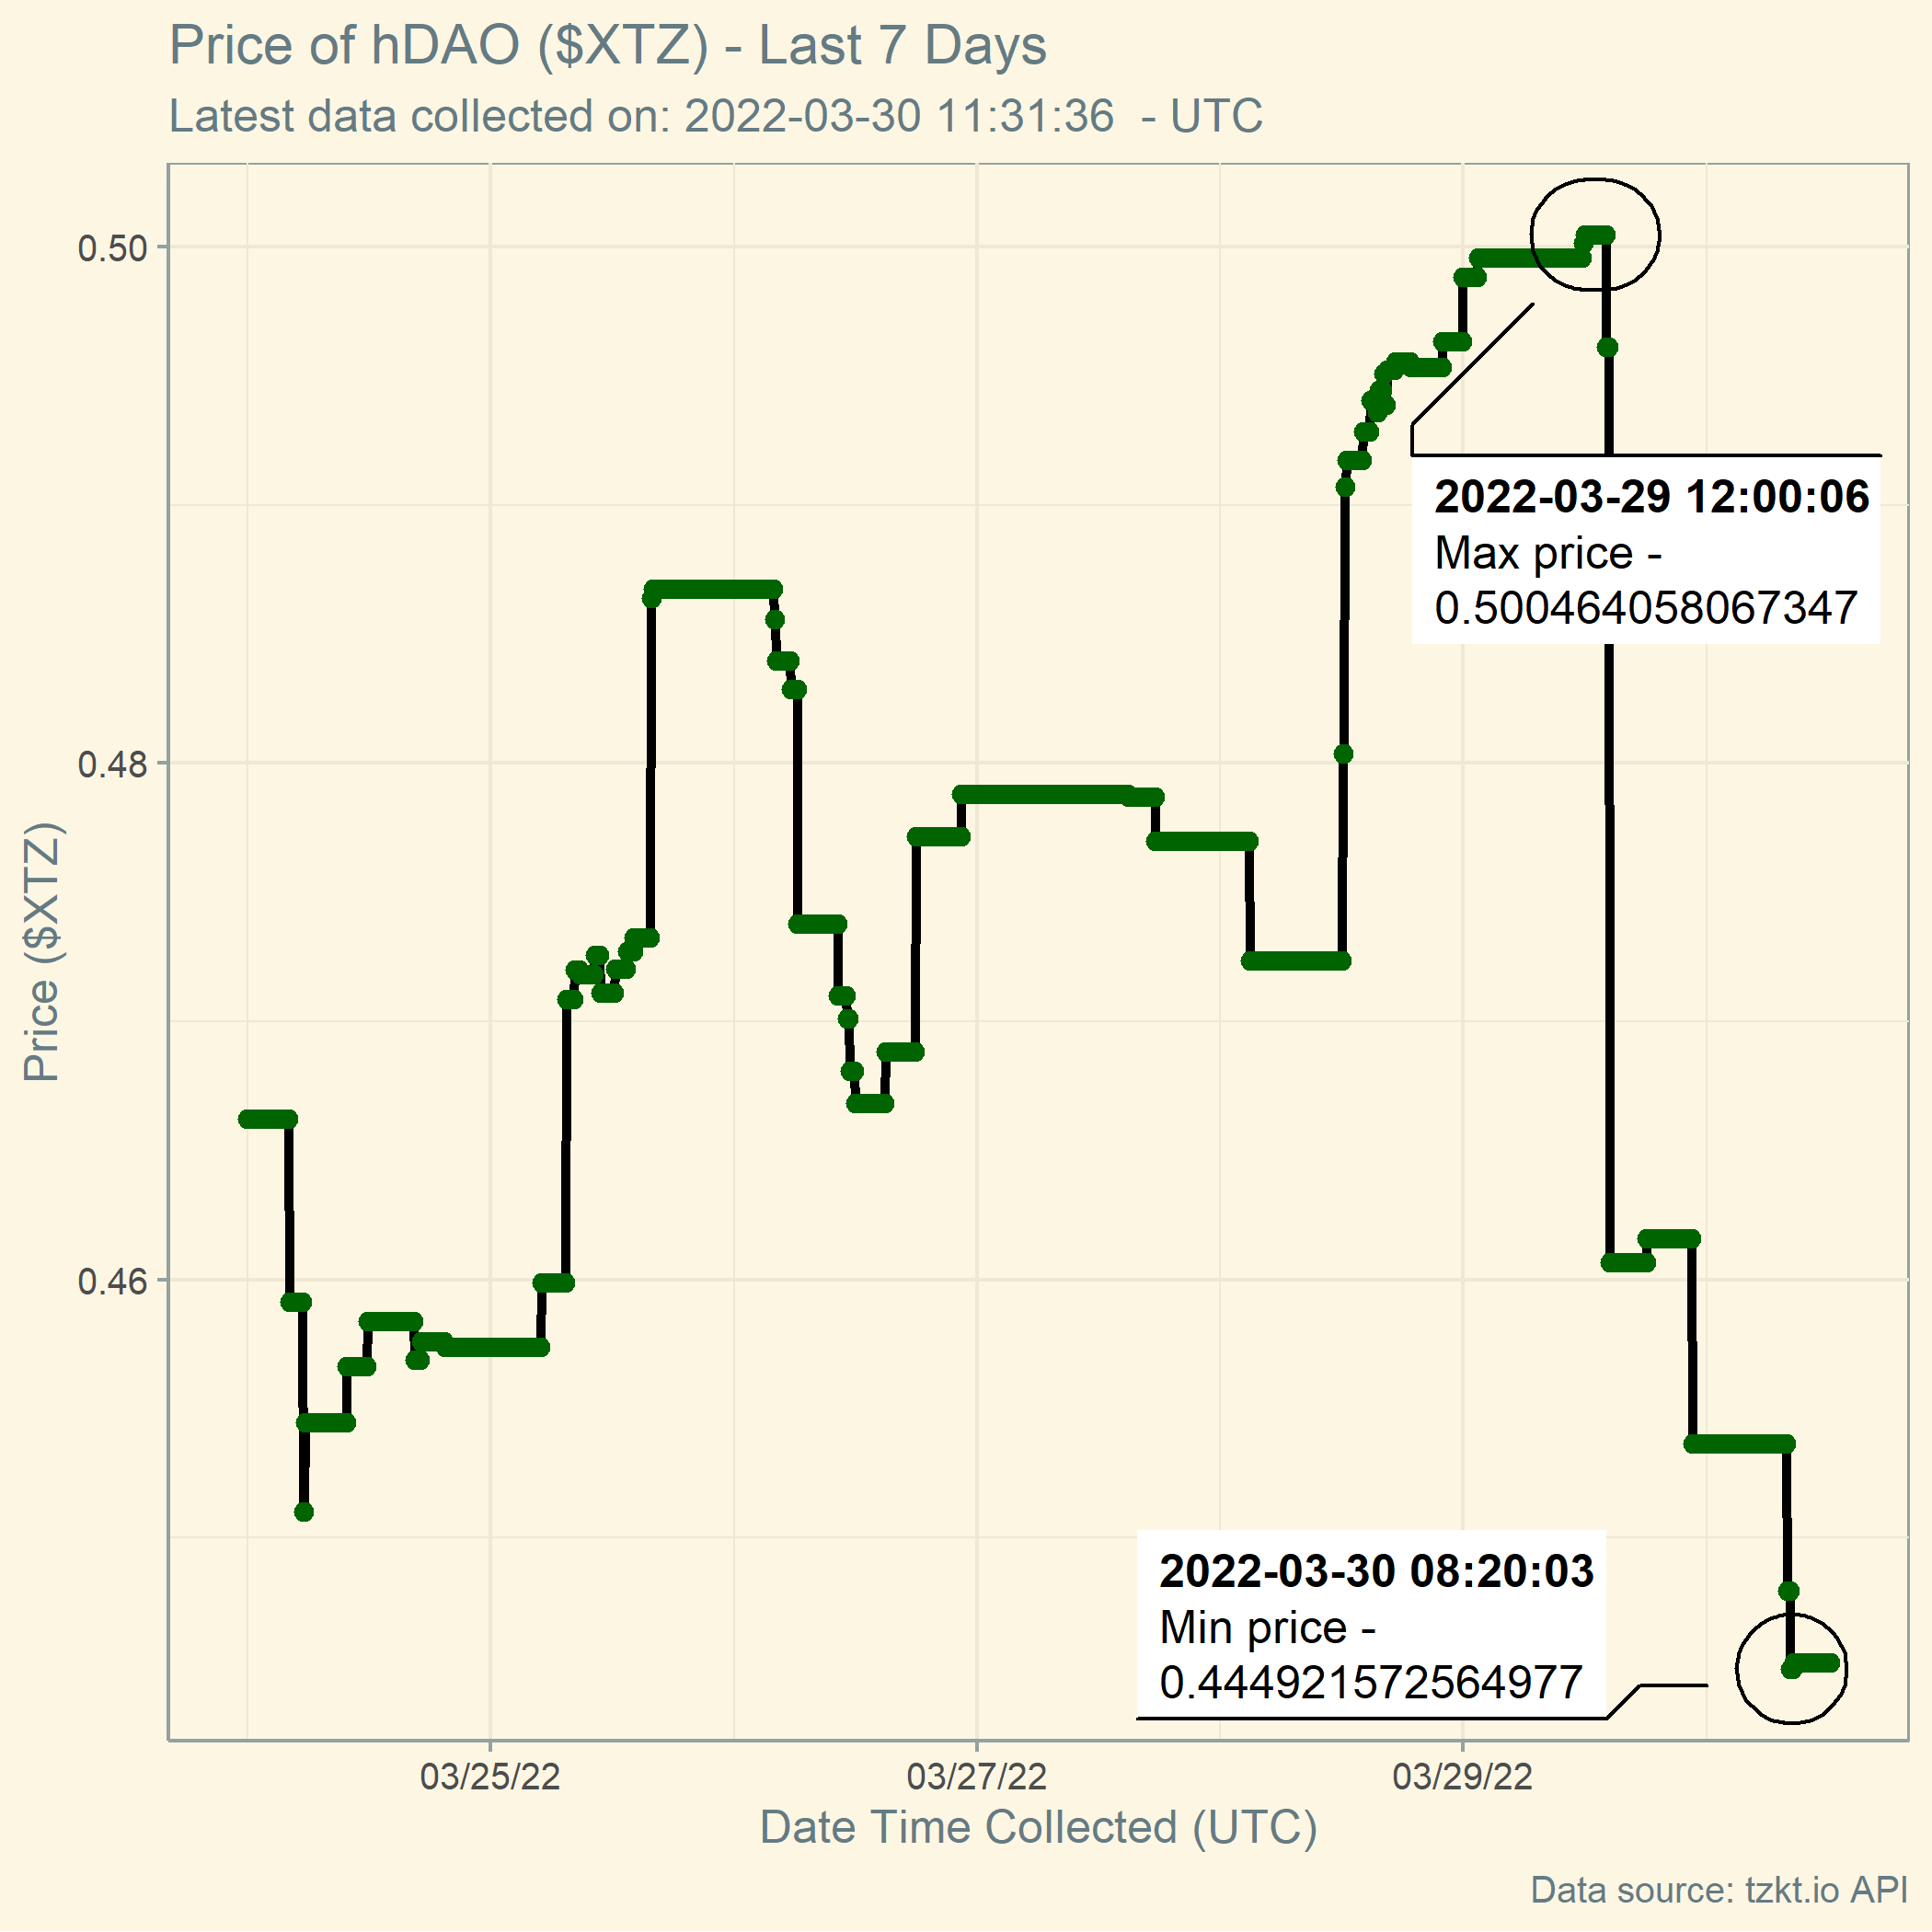 Price of hDAO ($XTZ) - Last 7 Days
Latest data collected on: 2022-03-30 11:31:36  - UTC
0.50
0.48
0.46
Price ($XTZ)
2022-03-29 12:00:06
Max price -
0.500464058067347
2022-03-30 08:20:03
Min price -
0.444921572564977
03/25/22
03/27/22
03/29/22
Date Time Collected (UTC)
Data source: tzkt.io API